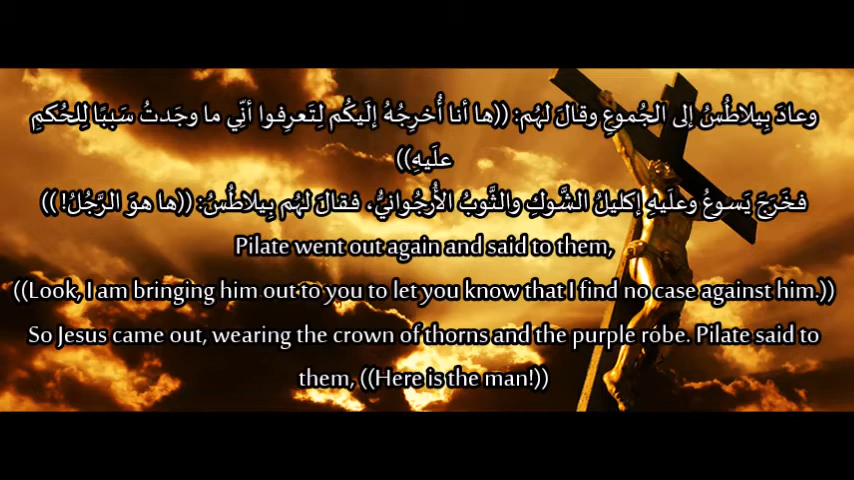 وعادَ بِيلاطُسُ إلى الجُموعِ وقالَ لهُم: ((ها أنا أُخرِجُهُ إلَيكُم لِتَعرِفوا أنِّي ما وجَدتُ سَببًا لِلحُكمِ
علَيهِ))
فخَرَجَ يَسوعُ وعلَيهِ إكليلُ الشَّوكِ والثَّوبُ الأُرجُوانيُّ، فقالَ لهُم بِيلاطُسُ: ((ها هوَ الرَّجُلُ!))
Pilate went out again and said to them,
((Look, I am bringing him out to you to let you know that I find no case against him.))
So Jesus came out, wearing the crown of thorns and the purple robe. Pilate said to
them, ((Here is the man!))